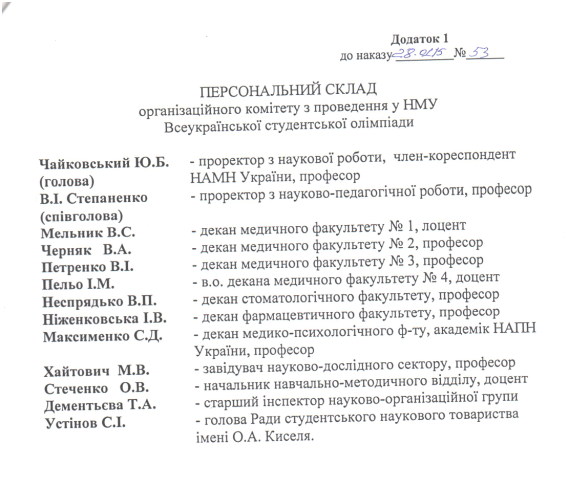 Додаток 1
до наказу 28.01.15 № 53
ПЕРСОНАЛЬНИЙ СКЛАД
організаційного комітету з проведення у НМУ
Всеукраїнської студентської олімпіади
Чайковський Ю.Б. - проректор з наукової роботи, член-кореспондент
(голова) НАМН України, професор
В.І. Степаненко - проректор з науково-педагогічної роботи, професор
(співголова)
Мельник В.С. - декан медичного факультету № 1, лоцент
Черняк В.А. - декан медичного факультету № 2, професор
Петренко В.І. - декан медичного факультету № 3, професор
Пельо І.М. - в.о. декана медичного факультету № 4, доцент
Неспрядько В.П. - декан стоматологічного факультету, професор
Ніженковська І.В. - декан фармацевтичного факультету, професор
Максименко С.Д. - декан медико-психологічного ф-ту, академік НАПН
України, професор
Хайтович М.В. - завідувач науково-дослідного сектору, професор
Стеченко О.В. - начальник навчально-методичного відділу, доцент
Дементьєва Т.А. - старший інспектор науково-організаційної групи
Устінов С.І. - голова Ради студентського наукового товариства
імені О.А. Киселя.